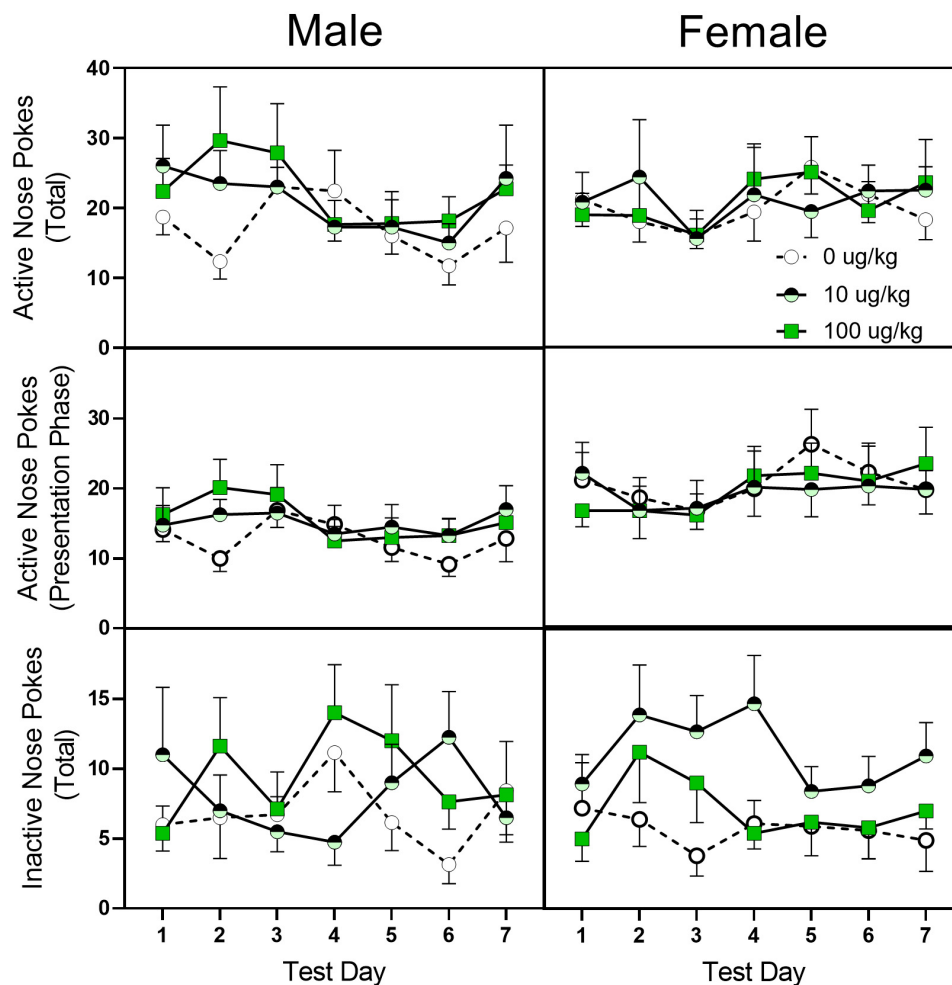 Male
Female
Active Nose Pokes
(Total)
40
30
20
10
0
0 ug/kg
10 ug/kg
100 ug/kg
Active Nose Pokes
(Presentation Phase)
30
20
10
0
Inactive Nose Pokes
(Total)
15
10
5
0
1 2 3 4 5 6 7
1 2 3 4 5 6 7
Test Day
Test Day